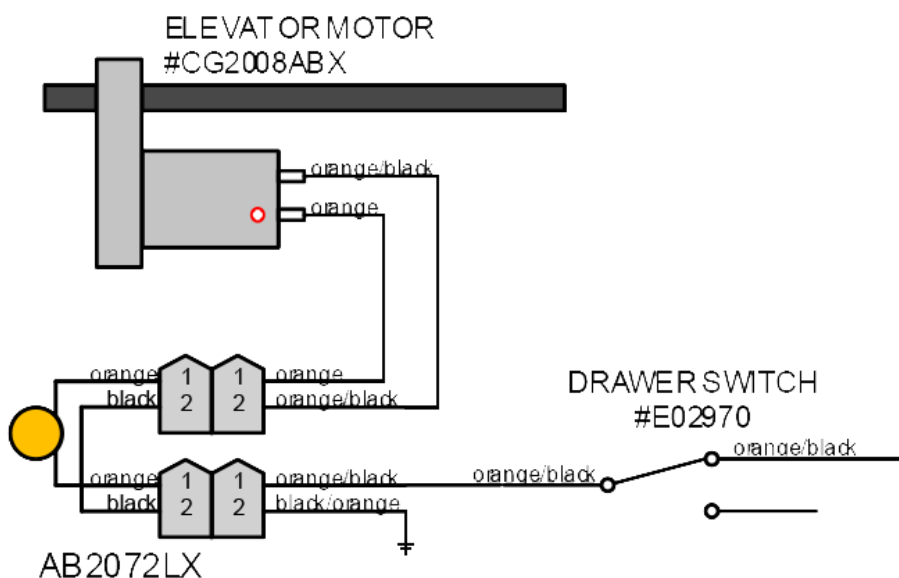 ELEVATOR MOTOR
#CG2008ABX
orange/black
orange
orange 1 1 orange
black 2 2 orange/black
DRAWER SWITCH
#E02970
orange/black
orange 1 1 orange/black
orange/black
black 2 2 black/orange
AB2072LX